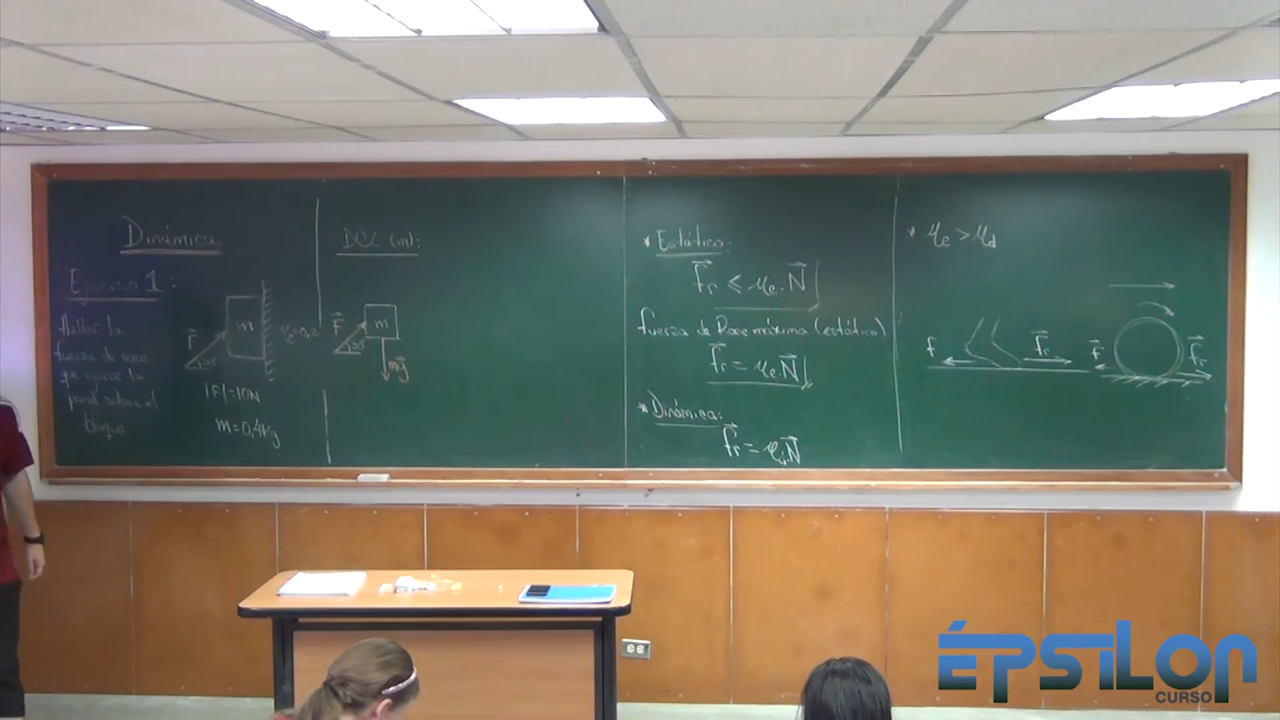 Dinámica
Ejercicio 1:
Hallar la
fuerza de roce
que ejerce la
pared sobre el
bloque
F
m
|F|=10N
m=0,4Kg
DCL (m):
F
m
mg
* Estático:
fr ≤ μe.N
fuerza de Roce máxima (estático)
fr = μe.N
* Dinámica:
fr = μd.N
* μe > μd
f
fr
F
fr
ÉPSILON
CURSO